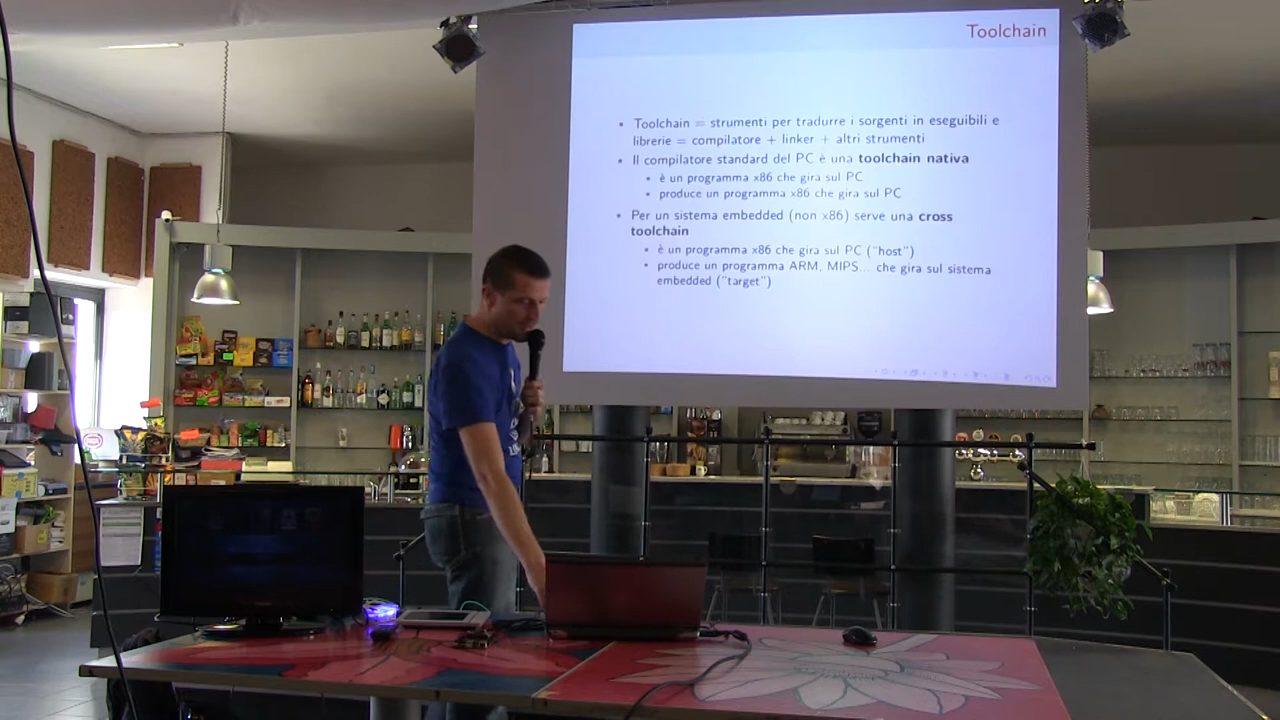 Toolchain
• Toolchain = strumenti per tradurre i sorgenti in eseguibili e
librerie = compilatore + linker + altri strumenti
• Il compilatore standard del PC è una toolchain nativa
• è un programma x86 che gira sul PC
• produce un programma x86 che gira sul PC
• Per un sistema embedded (non x86) serve una cross
toolchain
• è un programma x86 che gira sul PC ("host")
• produce un programma ARM, MIPS... che gira sul sistema
embedded ("target")